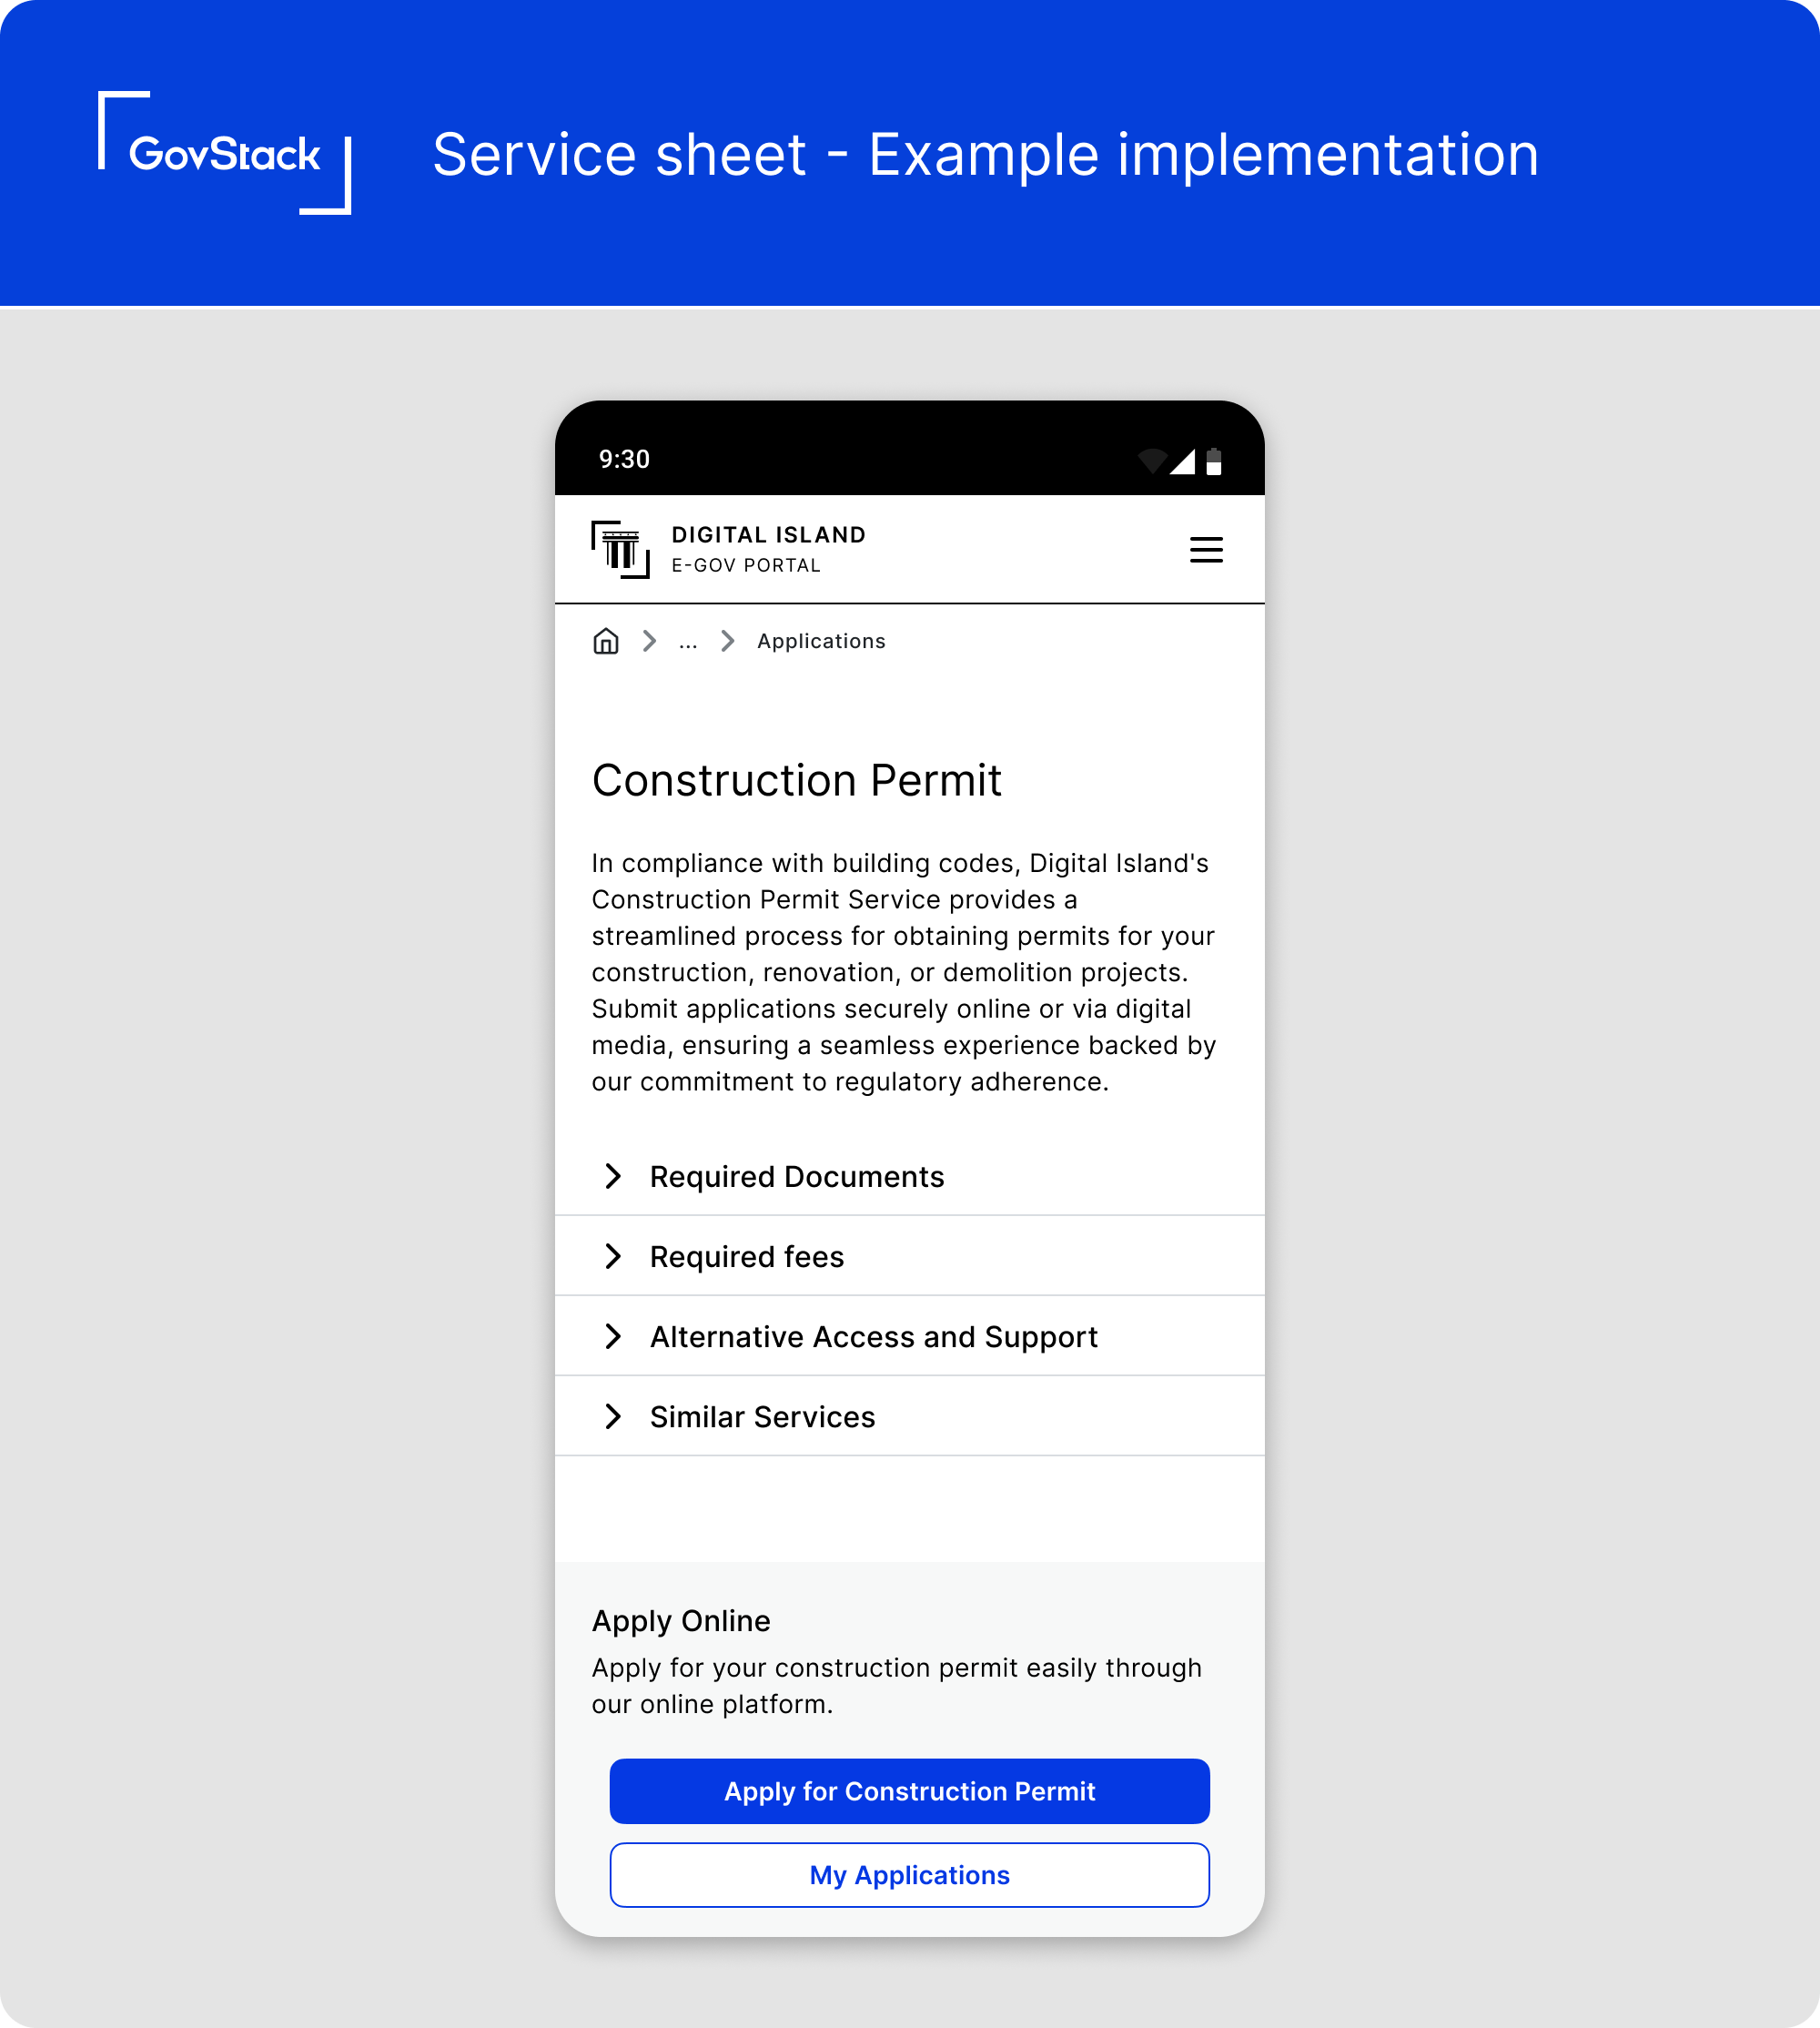 GovStack
Service sheet - Example implementation
9:30
DIGITAL ISLAND
E-GOV PORTAL
... Applications
Construction Permit
In compliance with building codes, Digital Island's
Construction Permit Service provides a
streamlined process for obtaining permits for your
construction, renovation, or demolition projects.
Submit applications securely online or via digital
media, ensuring a seamless experience backed by
our commitment to regulatory adherence.
Required Documents
Required fees
Alternative Access and Support
Similar Services
Apply Online
Apply for your construction permit easily through
our online platform.
Apply for Construction Permit
My Applications